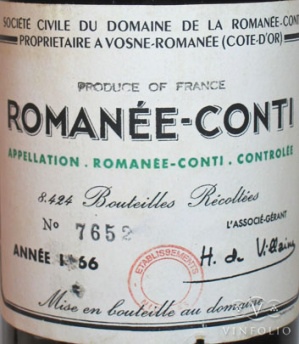 SOCIÉTÉ CIVILE DU DOMAINE DE LA ROMANÉE-CONTI
PROPRIETAIRE A VOSNE-ROMANÉE (COTE-D'OR)
PRODUCE OF FRANCE
ROMANÉE-CONTI
APPELLATION . ROMANÉE-CONTI . CONTROLÉE
8.424 Bouteilles Récoltées
No 7652
L'ASSOCIÉ-GÉRANT
ANNÉE 1966
H. de Villaine
ETABLISSEMENTS
Mise en bouteille au domaine
VINFOLIO